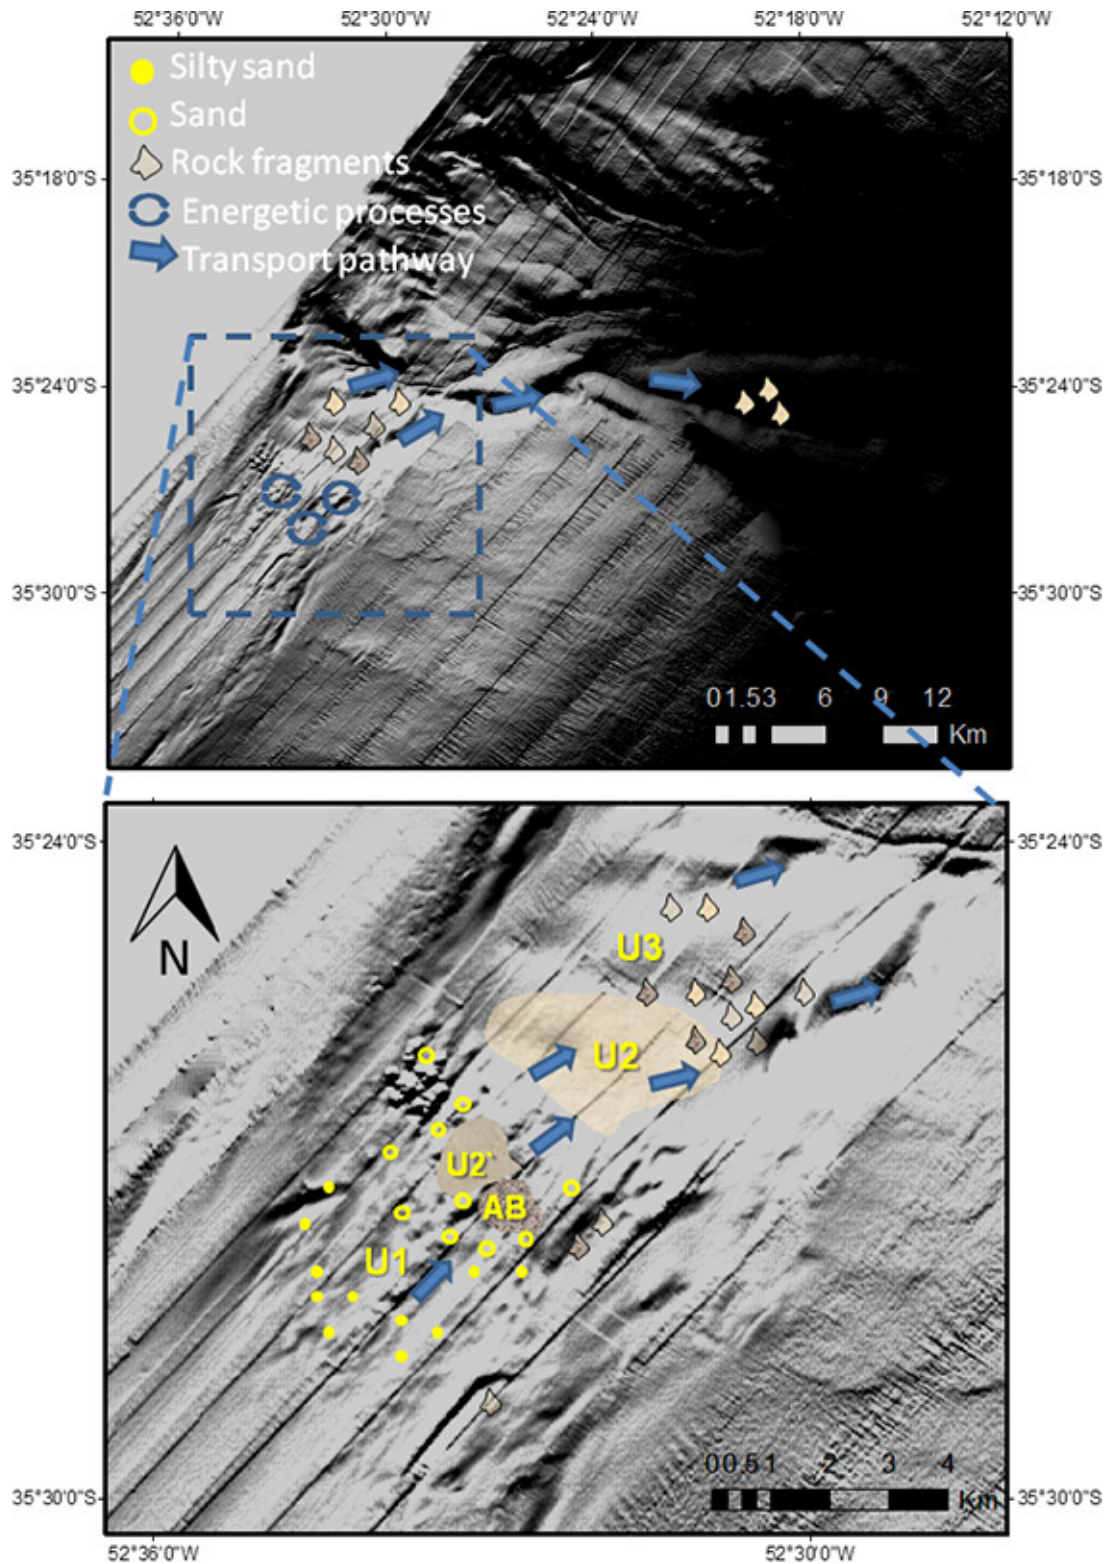 52°36'0"W 52°30'0"W 52°24'0"W 52°18'0"W 52°12'0"W
Silty sand
Sand
Rock fragments
35°18'0"S 35°18'0"S
Energetic processes
Transport pathway
35°24'0"S 35°24'0"S
35°30'0"S 35°30'0"S
01.53 6 9 12
Km
35°24'0"S 35°24'0"S
N
U3
U2
U2'
AB
U1
00.51 2 3 4
Km
35°30'0"S 35°30'0"S
52°36'0"W 52°30'0"W